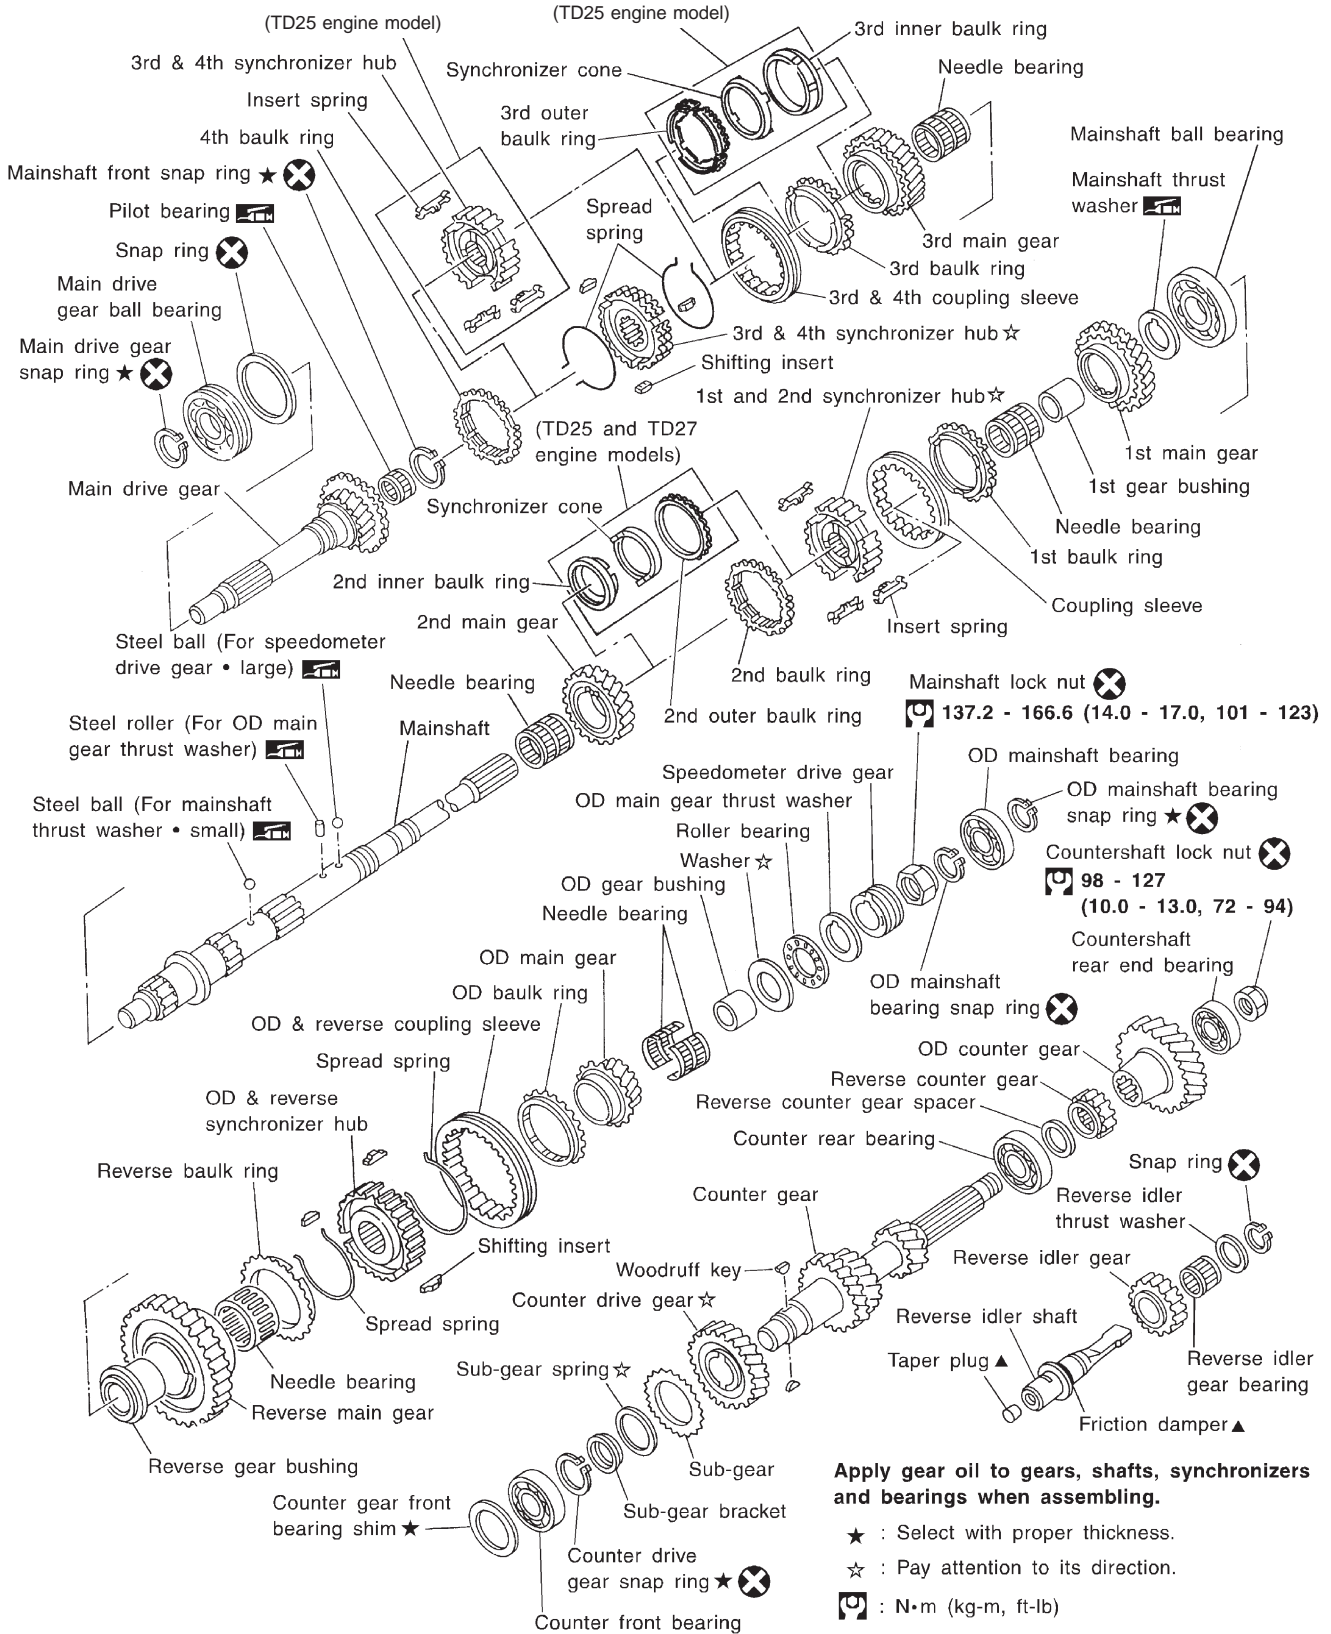 (TD25 engine model)
(TD25 engine model)
3rd inner baulk ring
3rd & 4th synchronizer hub
Synchronizer cone
Needle bearing
Insert spring
3rd outer
baulk ring
4th baulk ring
Mainshaft ball bearing
Mainshaft front snap ring ★
Mainshaft thrust
washer
Pilot bearing
Spread
spring
Snap ring
3rd main gear
3rd baulk ring
Main drive
gear ball bearing
3rd & 4th coupling sleeve
3rd & 4th synchronizer hub ☆
Main drive gear
snap ring ★
Shifting insert
1st and 2nd synchronizer hub ☆
(TD25 and TD27
engine models)
1st main gear
Main drive gear
1st gear bushing
Synchronizer cone
Needle bearing
1st baulk ring
2nd inner baulk ring
Coupling sleeve
2nd main gear
Insert spring
Steel ball (For speedometer
drive gear • large)
2nd baulk ring
Needle bearing
Mainshaft lock nut
137.2 - 166.6 (14.0 - 17.0, 101 - 123)
2nd outer baulk ring
Steel roller (For OD main
gear thrust washer)
Mainshaft
OD mainshaft bearing
Speedometer drive gear
OD mainshaft bearing
snap ring ★
OD main gear thrust washer
Steel ball (For mainshaft
thrust washer • small)
Roller bearing
Countershaft lock nut
98 - 127
(10.0 - 13.0, 72 - 94)
Washer ☆
OD gear bushing
Needle bearing
Countershaft
rear end bearing
OD main gear
OD mainshaft
bearing snap ring
OD baulk ring
OD & reverse coupling sleeve
OD counter gear
Spread spring
Reverse counter gear
Reverse counter gear spacer
OD & reverse
synchronizer hub
Counter rear bearing
Reverse baulk ring
Snap ring
Counter gear
Reverse idler
thrust washer
Shifting insert
Reverse idler gear
Woodruff key
Counter drive gear ☆
Reverse idler shaft
Spread spring
Taper plug ▲
Reverse idler
gear bearing
Sub-gear spring ☆
Needle bearing
Reverse main gear
Friction damper ▲
Reverse gear bushing
Sub-gear
Apply gear oil to gears, shafts, synchronizers
and bearings when assembling.
Counter gear front
bearing shim ★
Sub-gear bracket
★ : Select with proper thickness.
Counter drive
gear snap ring ★
☆ : Pay attention to its direction.
Counter front bearing
: N•m (kg-m, ft-lb)